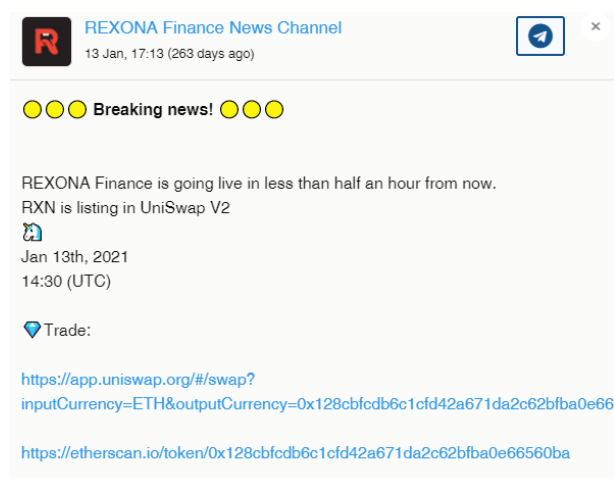 R
REXONA Finance News Channel
13 Jan, 17:13 (263 days ago)
×
Breaking news!
REXONA Finance is going live in less than half an hour from now.
RXN is listing in UniSwap V2
Jan 13th, 2021
14:30 (UTC)
Trade:
https://app.uniswap.org/#/swap?
inputCurrency=ETH&outputCurrency=0x128cbfcdb6c1cfd42a671da2c62bfba0e66
https://etherscan.io/token/0x128cbfcdb6c1cfd42a671da2c62bfba0e66560ba